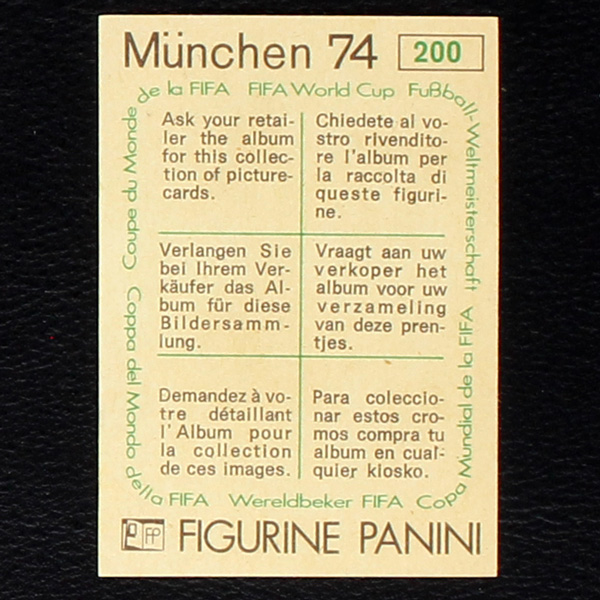 München 74 200
de la FIFA FIFA World Cup Fußball-Weltmeisterschaft
Ask your retai-
ler the album
for this collec-
tion of picture-
cards.
Chiedete al vo-
stro rivendito-
re l'album per
la raccolta di
queste figuri-
ne.
Verlangen Sie
bei Ihrem Ver-
käufer das Al-
bum für diese
Bildersamm-
lung.
Vraagt aan uw
verkoper het
album voor uw
verzameling
van deze pren-
tjes.
Demandez à vo-
tre détaillant
l'Album pour
la collection
de ces images.
Para coleccio-
nar estos cro-
mos compra tu
album en cual-
quier kiosko.
Copa Mundial de la FIFA
Wereldbeker FIFA
Coppa del Mondo della FIFA
Coupe du Monde
FP FIGURINE PANINI